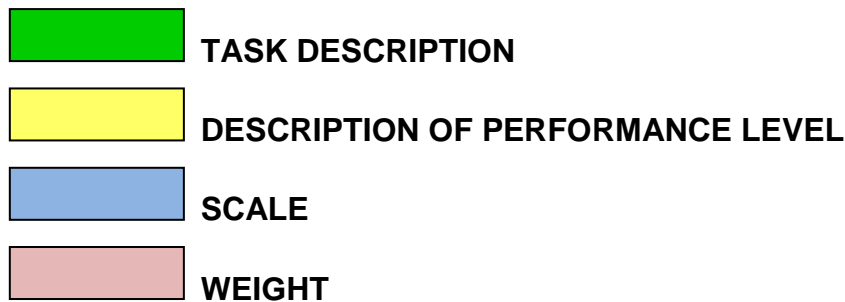 TASK DESCRIPTION
DESCRIPTION OF PERFORMANCE LEVEL
SCALE
WEIGHT